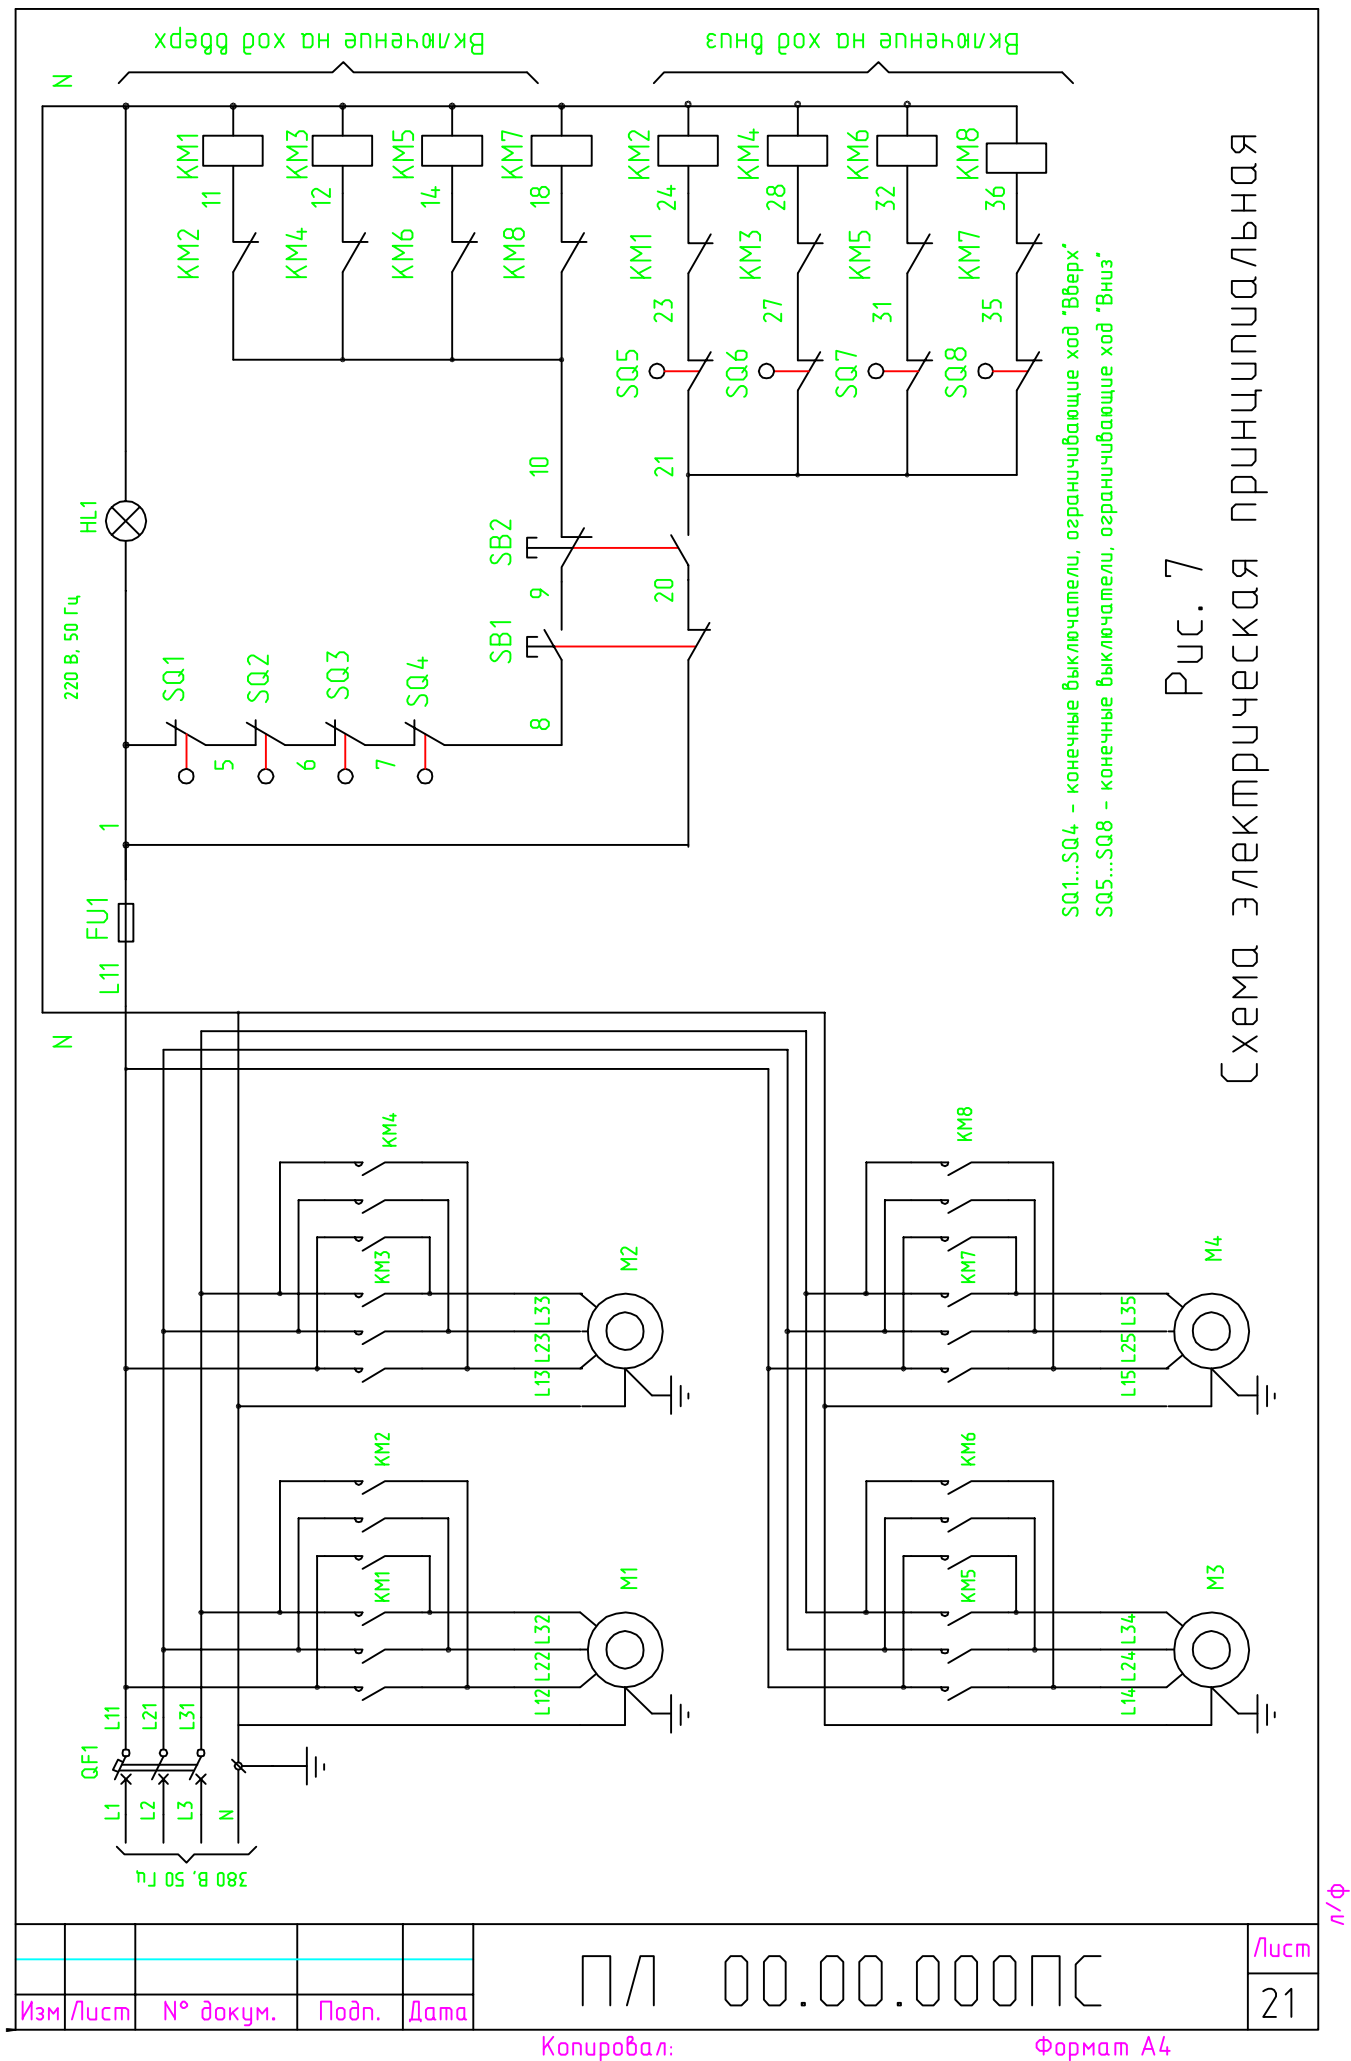 Включение на ход вверх
Включение на ход вниз
N
KM1
KM3
KM5
KM7
KM2
KM4
KM6
KM8
11
12
14
18
24
28
32
36
KM2
KM4
KM6
KM8
KM1
KM3
KM5
KM7
23
27
31
35
SQ5
SQ6
SQ7
SQ8
10
21
HL1
SB2
220 В, 50 Гц
9
20
SQ1
SQ2
SQ3
SQ4
SB1
5
6
7
8
1
FU1
L11
N
SQ1...SQ4 - конечные выключатели, ограничивающие ход "Вверх"
SQ5...SQ8 - конечные выключатели, ограничивающие ход "Вниз"
Рис. 7
Схема электрическая принципиальная
KM4
KM3
M2
L13
L23
L33
KM8
KM7
M4
L15
L25
L35
KM2
KM1
M1
L12
L22
L32
KM6
KM5
M3
L14
L24
L34
QF1
L11
L21
L31
L1
L2
L3
N
380 В, 50 Гц
л/ф
Изм Лист N° докум. Подп. Дата
ПЛ 00.00.000ПС
Лист
21
Копировал:
Формат А4